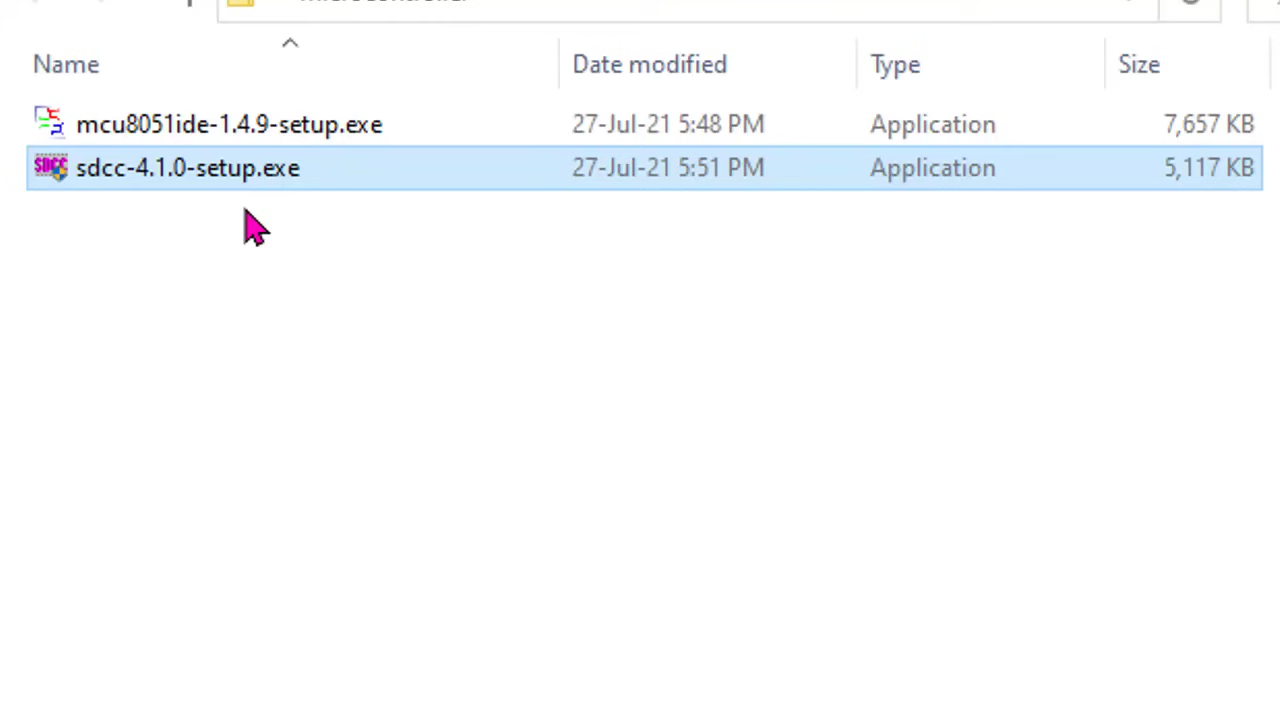 Name Date modified Type Size
mcu8051ide-1.4.9-setup.exe 27-Jul-21 5:48 PM Application 7,657 KB
SDCC sdcc-4.1.0-setup.exe 27-Jul-21 5:51 PM Application 5,117 KB